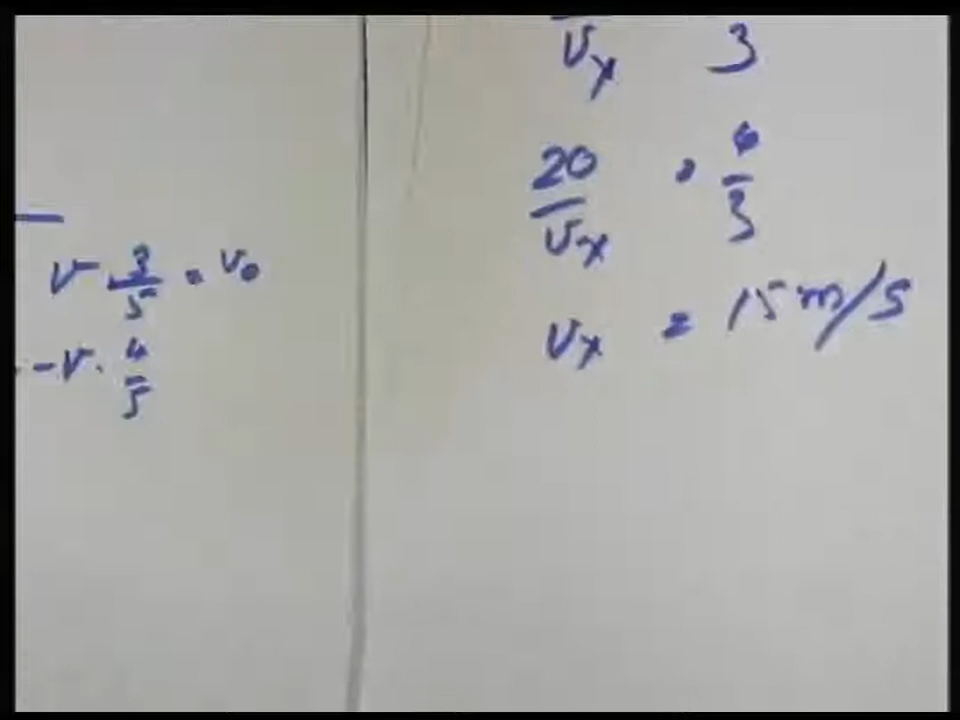 v 3/5 = v₀
-v · 4/5
vₓ 3
20/vₓ = 4/3
vₓ = 15 m/s